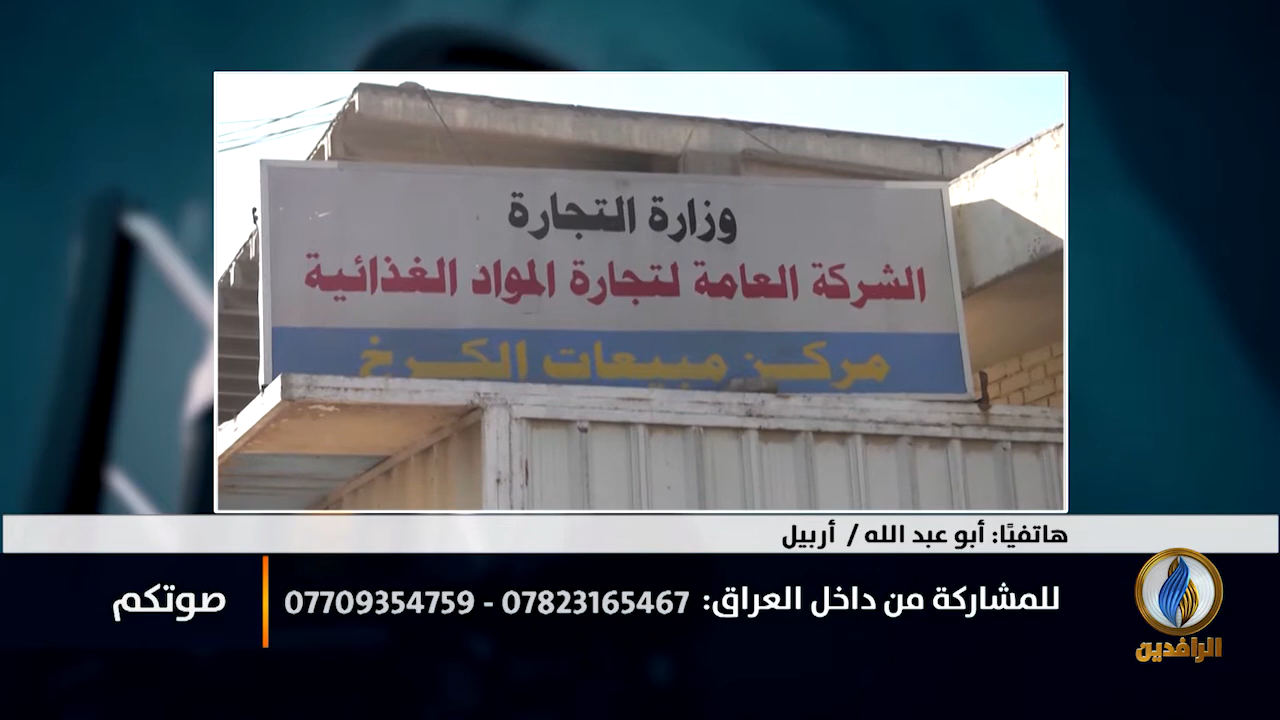 وزارة التجارة
الشركة العامة لتجارة المواد الغذائية
مركز مبيعات الكرخ
هاتفيًا: أبو عبد الله / أربيل
للمشاركة من داخل العراق: 07823165467 - 07709354759
صوتكم
الرافدين